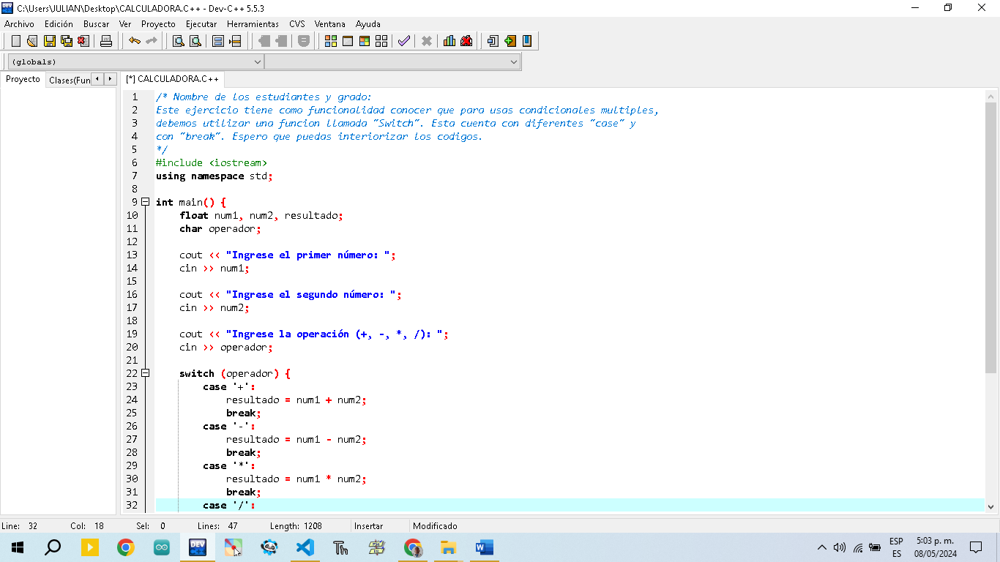 C:\Users\JULIAN\Desktop\CALCULADORA.C++ - Dev-C++ 5.5.3
Archivo Edición Buscar Ver Proyecto Ejecutar Herramientas CVS Ventana Ayuda
(globals)
Proyecto Clases(Fun [*] CALCULADORA.C++
1 /* Nombre de los estudiantes y grado:
2 Este ejercicio tiene como funcionalidad conocer que para usas condicionales multiples,
3 debemos utilizar una funcion llamada "Switch". Esta cuenta con diferentes "case" y
4 con "break". Espero que puedas interiorizar los codigos.
5 */
6 #include <iostream>
7 using namespace std;
8
9 int main() {
10 float num1, num2, resultado;
11 char operador;
12
13 cout << "Ingrese el primer número: ";
14 cin >> num1;
15
16 cout << "Ingrese el segundo número: ";
17 cin >> num2;
18
19 cout << "Ingrese la operación (+, -, *, /): ";
20 cin >> operador;
21
22 switch (operador) {
23 case '+':
24 resultado = num1 + num2;
25 break;
26 case '-':
27 resultado = num1 - num2;
28 break;
29 case '*':
30 resultado = num1 * num2;
31 break;
32 case '/':
Line: 32 Col: 18 Sel: 0 Lines: 47 Length: 1208 Insertar Modificado
DEV
Th
W
ESP
ES
5:03 p. m.
08/05/2024